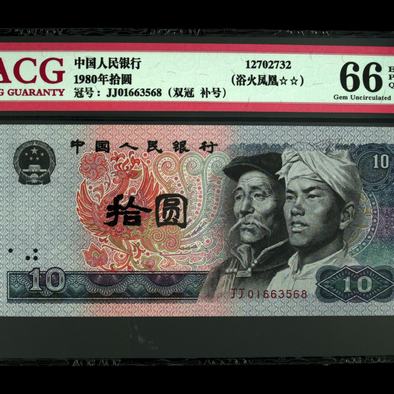 ACG
NG GUARANTY
中国人民银行
1980年拾圆
冠号：JJ01663568（双冠 补号）
12702732
(浴火凤凰☆☆)
66
E
P
Q
Gem Uncirculated
中国人民银行
10
拾圆
10
JJ01663568
10